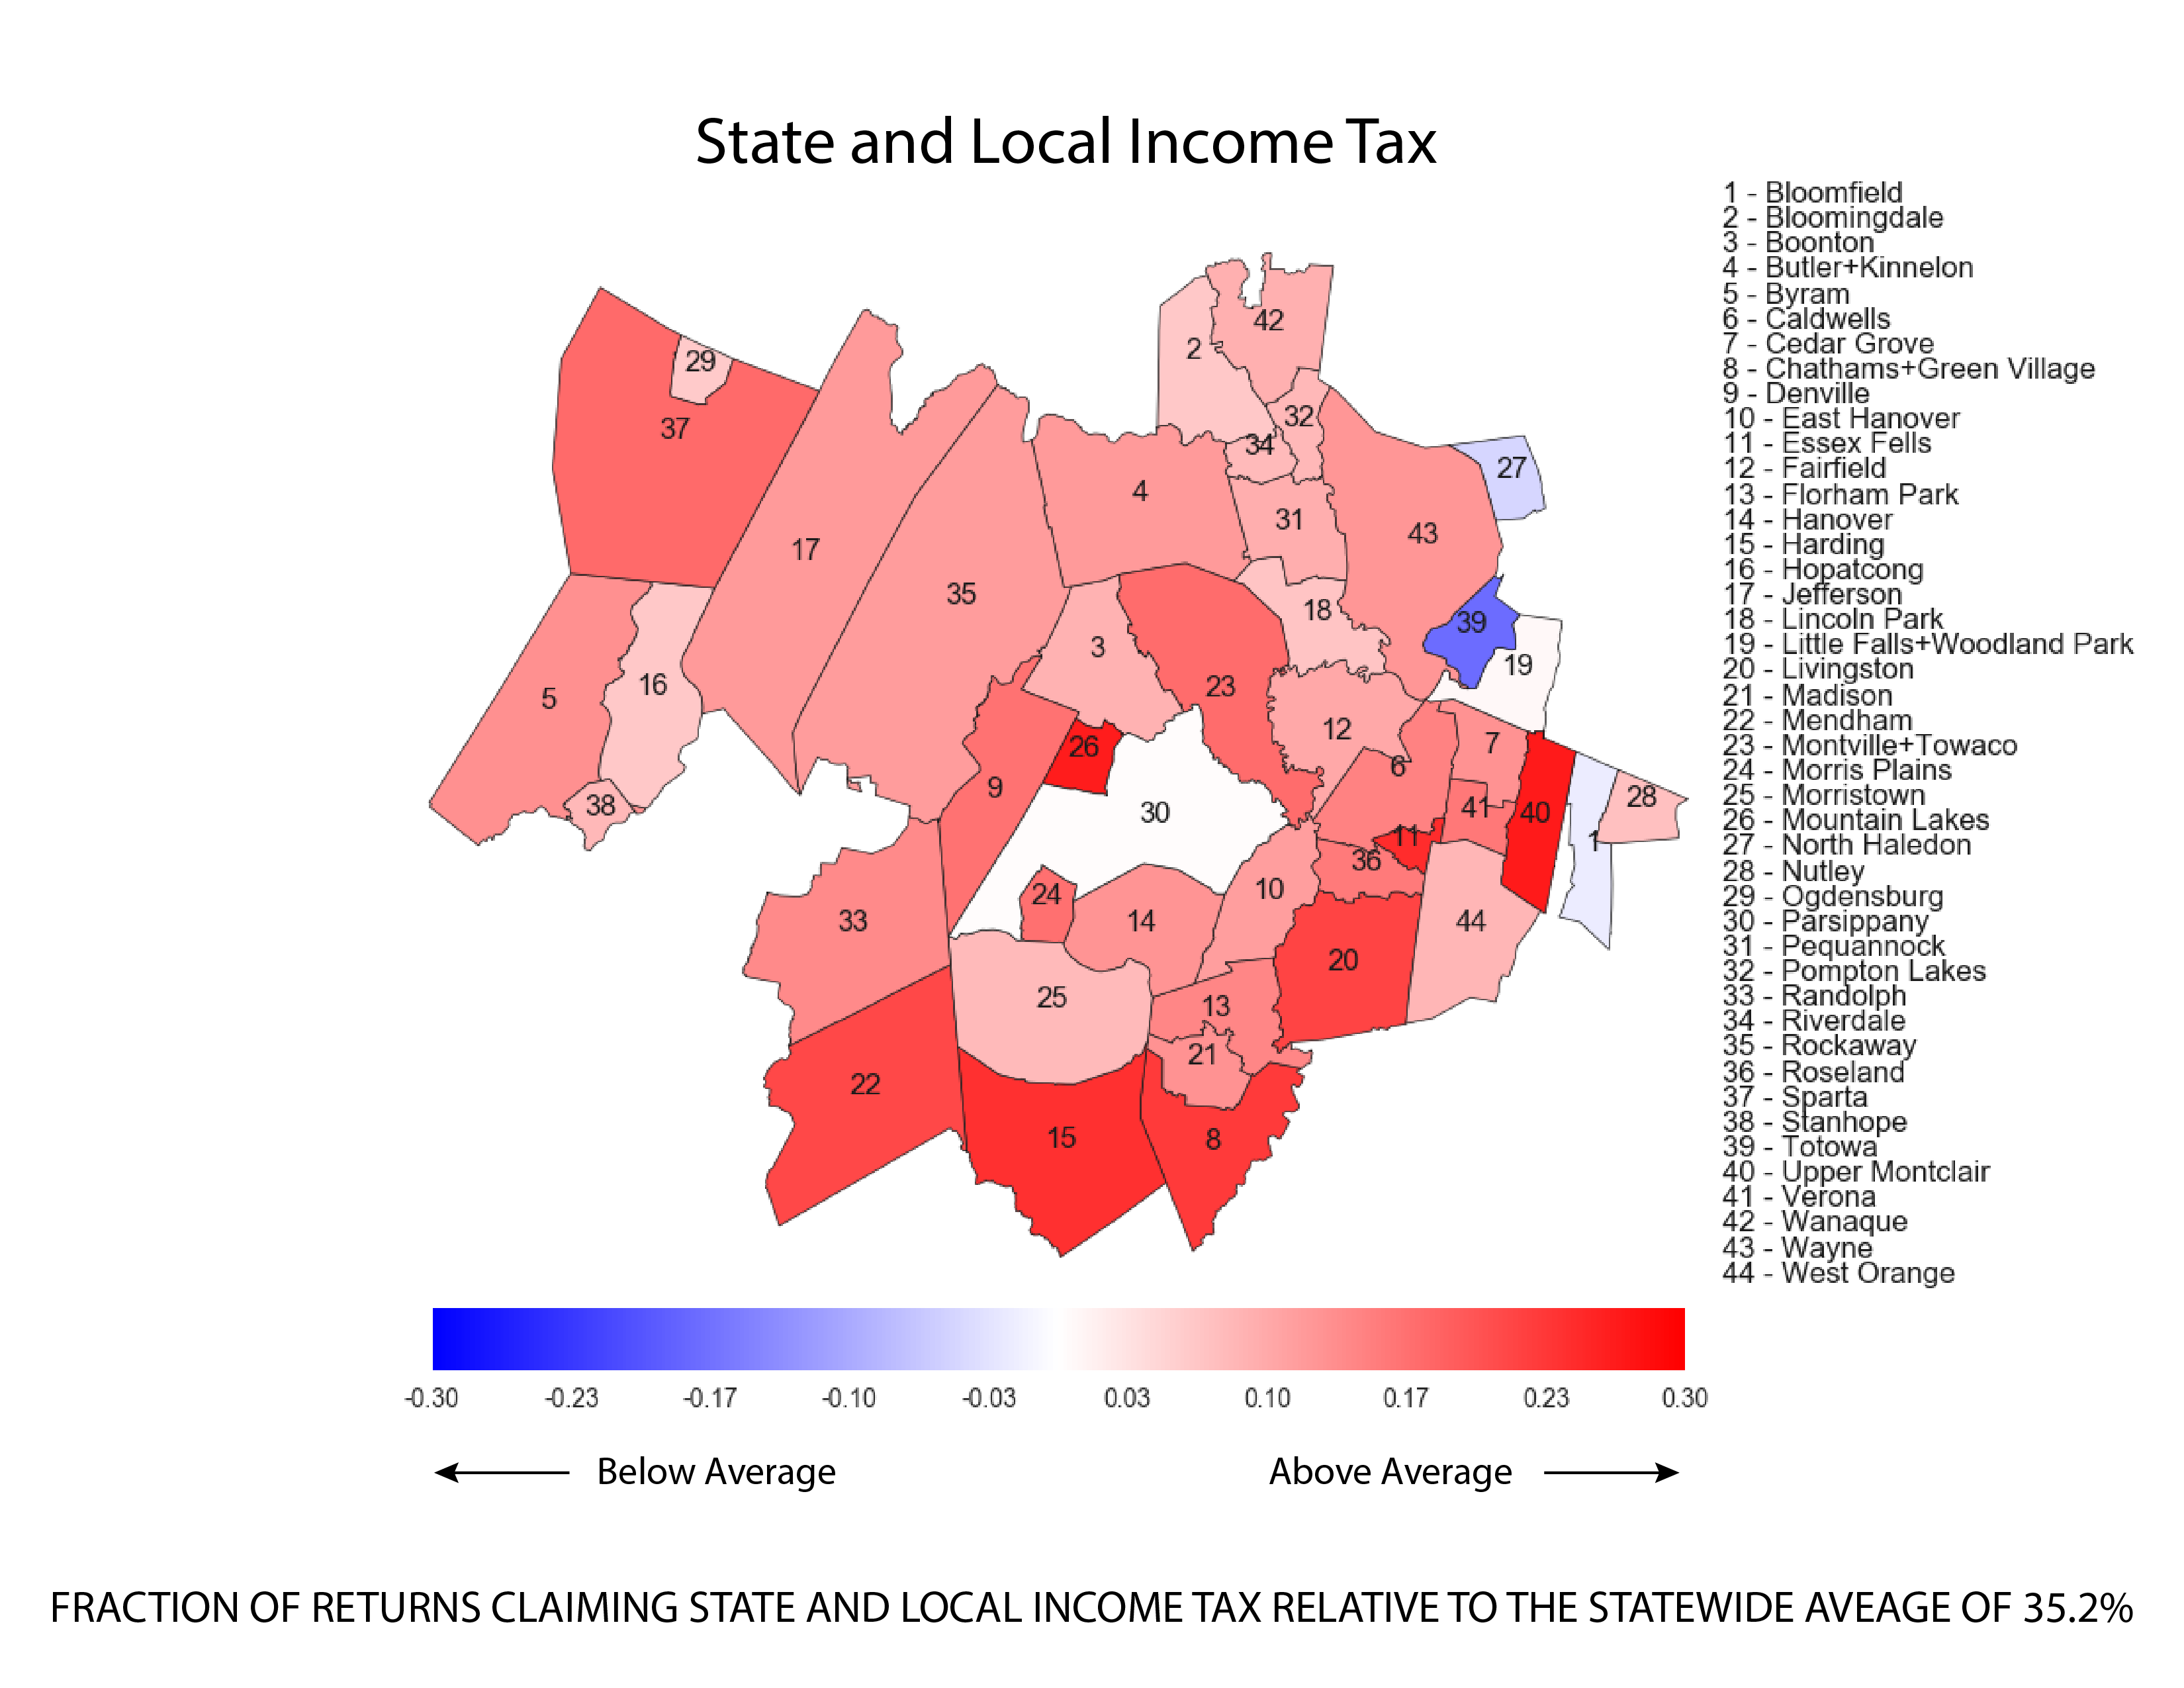 State and Local Income Tax
1 - Bloomfield
2 - Bloomingdale
3 - Boonton
4 - Butler+Kinnelon
5 - Byram
6 - Caldwells
7 - Cedar Grove
8 - Chathams+Green Village
9 - Denville
10 - East Hanover
11 - Essex Fells
12 - Fairfield
13 - Florham Park
14 - Hanover
15 - Harding
16 - Hopatcong
17 - Jefferson
18 - Lincoln Park
19 - Little Falls+Woodland Park
20 - Livingston
21 - Madison
22 - Mendham
23 - Montville+Towaco
24 - Morris Plains
25 - Morristown
26 - Mountain Lakes
27 - North Haledon
28 - Nutley
29 - Ogdensburg
30 - Parsippany
31 - Pequannock
32 - Pompton Lakes
33 - Randolph
34 - Riverdale
35 - Rockaway
36 - Roseland
37 - Sparta
38 - Stanhope
39 - Totowa
40 - Upper Montclair
41 - Verona
42 - Wanaque
43 - Wayne
44 - West Orange
42
2
29
32
37
34
27
4
31
43
17
35
18
39
3
19
16
23
5
12
7
26
6
9
28
38
41
40
30
11
1
36
10
24
33
14
44
20
25
13
21
22
15
8
-0.30 -0.23 -0.17 -0.10 -0.03 0.03 0.10 0.17 0.23 0.30
Below Average
Above Average
FRACTION OF RETURNS CLAIMING STATE AND LOCAL INCOME TAX RELATIVE TO THE STATEWIDE AVEAGE OF 35.2%